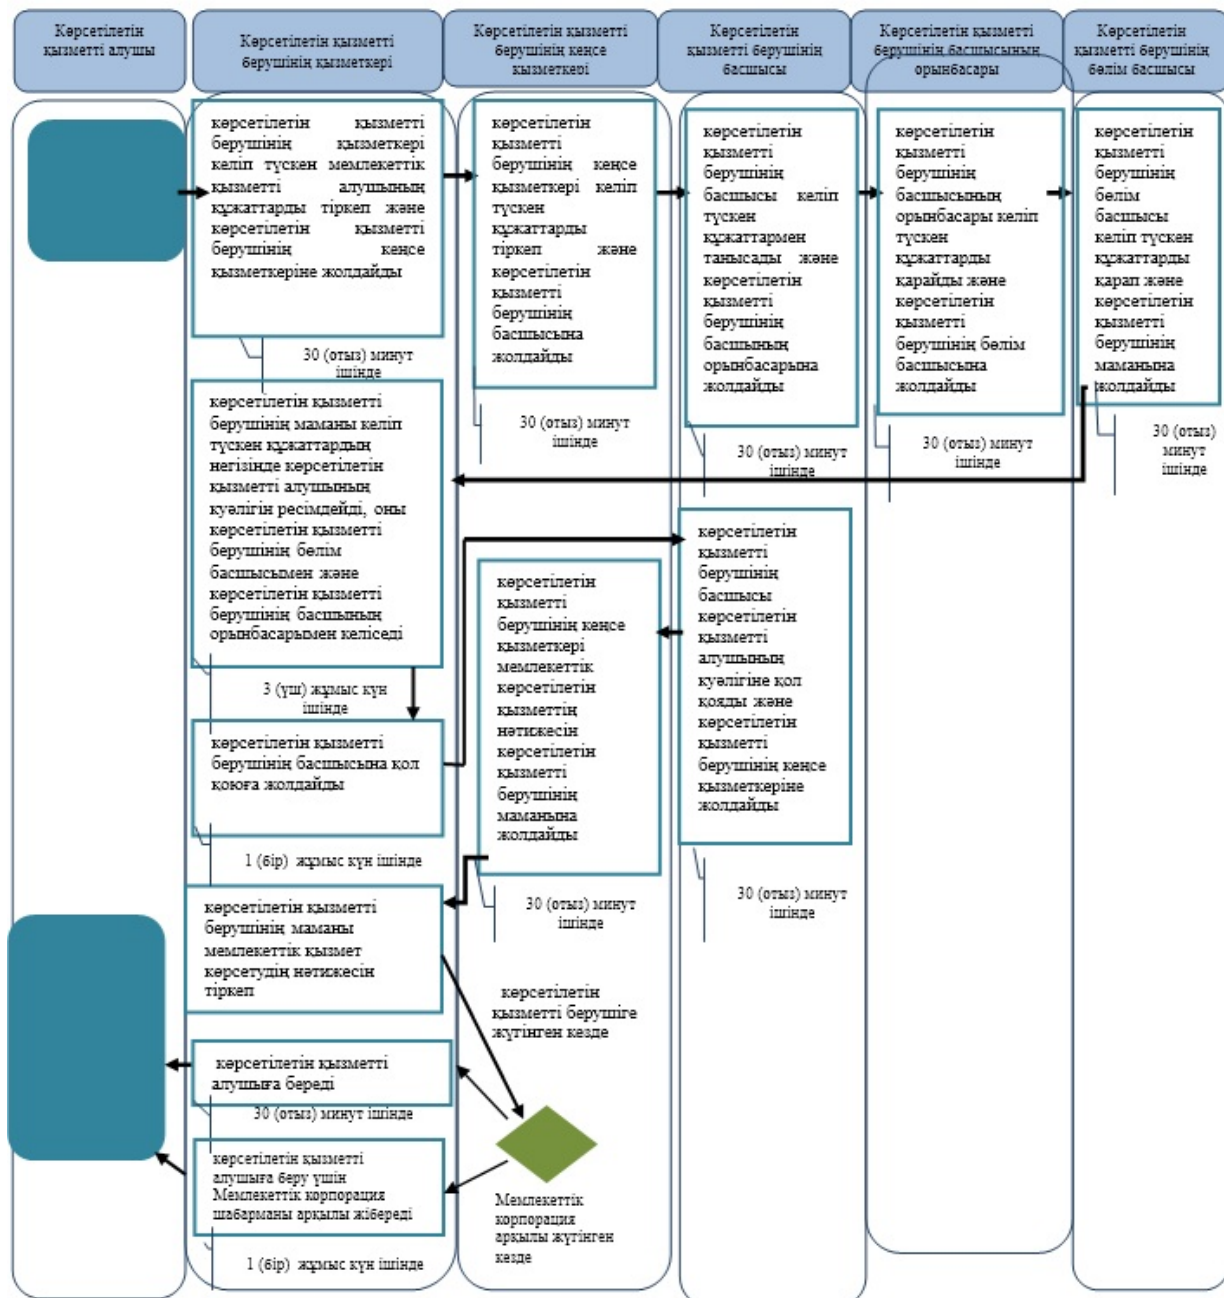 Көрсетілетін
қызметті алушы
Көрсетілетін қызметті
берушінің қызметкері
Көрсетілетін қызметті
берушінің кеңсе
қызметкері
Көрсетілетін
қызметті берушінің
басшысы
Көрсетілетін қызметті
берушінің басшысының
орынбасары
Көрсетілетін
қызметті берушінің
бөлім басшысы
көрсетілетін қызметті
берушінің қызметкері
келіп түскен мемлекеттік
қызметті алушының
құжаттарды тіркеп және
көрсетілетін қызметті
берушінің кеңсе
қызметкеріне жолдайды
30 (отыз) минут
ішінде
көрсетілетін
қызметті
берушінің кеңсе
қызметкері келіп
түскен
құжаттарды
тіркеп және
көрсетілетін
қызметті
берушінің
басшысына
жолдайды
30 (отыз) минут
ішінде
көрсетілетін
қызметті
берушінің
басшысы келіп
түскен
құжаттармен
танысады және
көрсетілетін
қызметті
берушінің
басшының
орынбасарына
жолдайды
30 (отыз) минут
ішінде
көрсетілетін
қызметті
берушінің
басшысының
орынбасары келіп
түскен
құжаттарды
қарайды және
көрсетілетін
қызметті
берушінің бөлім
басшысына
жолдайды
30 (отыз) минут
ішінде
көрсетілетін
қызметті
берушінің
бөлім
басшысы
келіп түскен
құжаттарды
қарап және
көрсетілетін
қызметті
берушінің
маманына
жолдайды
30 (отыз)
минут
ішінде
көрсетілетін қызметті
берушінің маманы келіп
түскен құжаттардың
негізінде көрсетілетін
қызметті алушының
куәлігін ресімдейді, оны
көрсетілетін қызметті
берушінің бөлім
басшысымен және
көрсетілетін қызметті
берушінің басшының
орынбасарымен келіседі
3 (үш) жұмыс күн
ішінде
көрсетілетін қызметті
берушінің басшысына қол
қоюға жолдайды
1 (бір) жұмыс күн ішінде
көрсетілетін
қызметті
берушінің
басшысы
көрсетілетін
қызметті
алушының
куәлігіне қол
қояды және
көрсетілетін
қызметті
берушінің кеңсе
қызметкеріне
жолдайды
30 (отыз) минут
ішінде
көрсетілетін
қызметті
берушінің кеңсе
қызметкері
мемлекеттік
көрсетілетін
қызметтің
нәтижесін
көрсетілетін
қызметті
берушінің
маманына
жолдайды
30 (отыз) минут
ішінде
көрсетілетін қызметті
берушінің маманы
мемлекеттік қызмет
көрсетудің нәтижесін
тіркеп
көрсетілетін
қызметті берушіге
жүгінген кезде
көрсетілетін қызметті
алушыға береді
30 (отыз) минут ішінде
көрсетілетін қызметті
алушыға беру үшін
Мемлекеттік корпорация
шабарманы арқылы жібереді
1 (бір) жұмыс күн ішінде
Мемлекеттік
корпорация
арқылы жүгінген
кезде